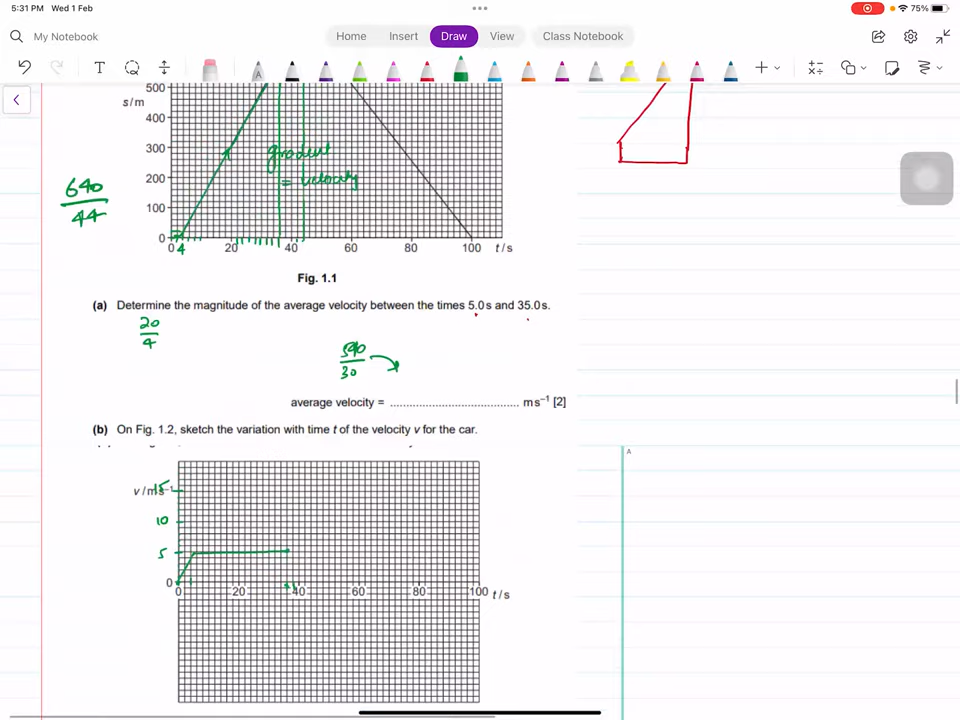 5:31 PM Wed 1 Feb
75%
My Notebook
Home Insert Draw View Class Notebook
500
s/m
400
300
200
100
0
0 20 40 60 80 100 t/s
4
640
44
gradient
= velocity
Fig. 1.1
(a) Determine the magnitude of the average velocity between the times 5.0s and 35.0s.
20
4
540
30
average velocity = ....................................... ms⁻¹ [2]
(b) On Fig. 1.2, sketch the variation with time t of the velocity v for the car.
v/ms⁻¹
15
10
5
0
0 20 40 60 80 100 t/s
A